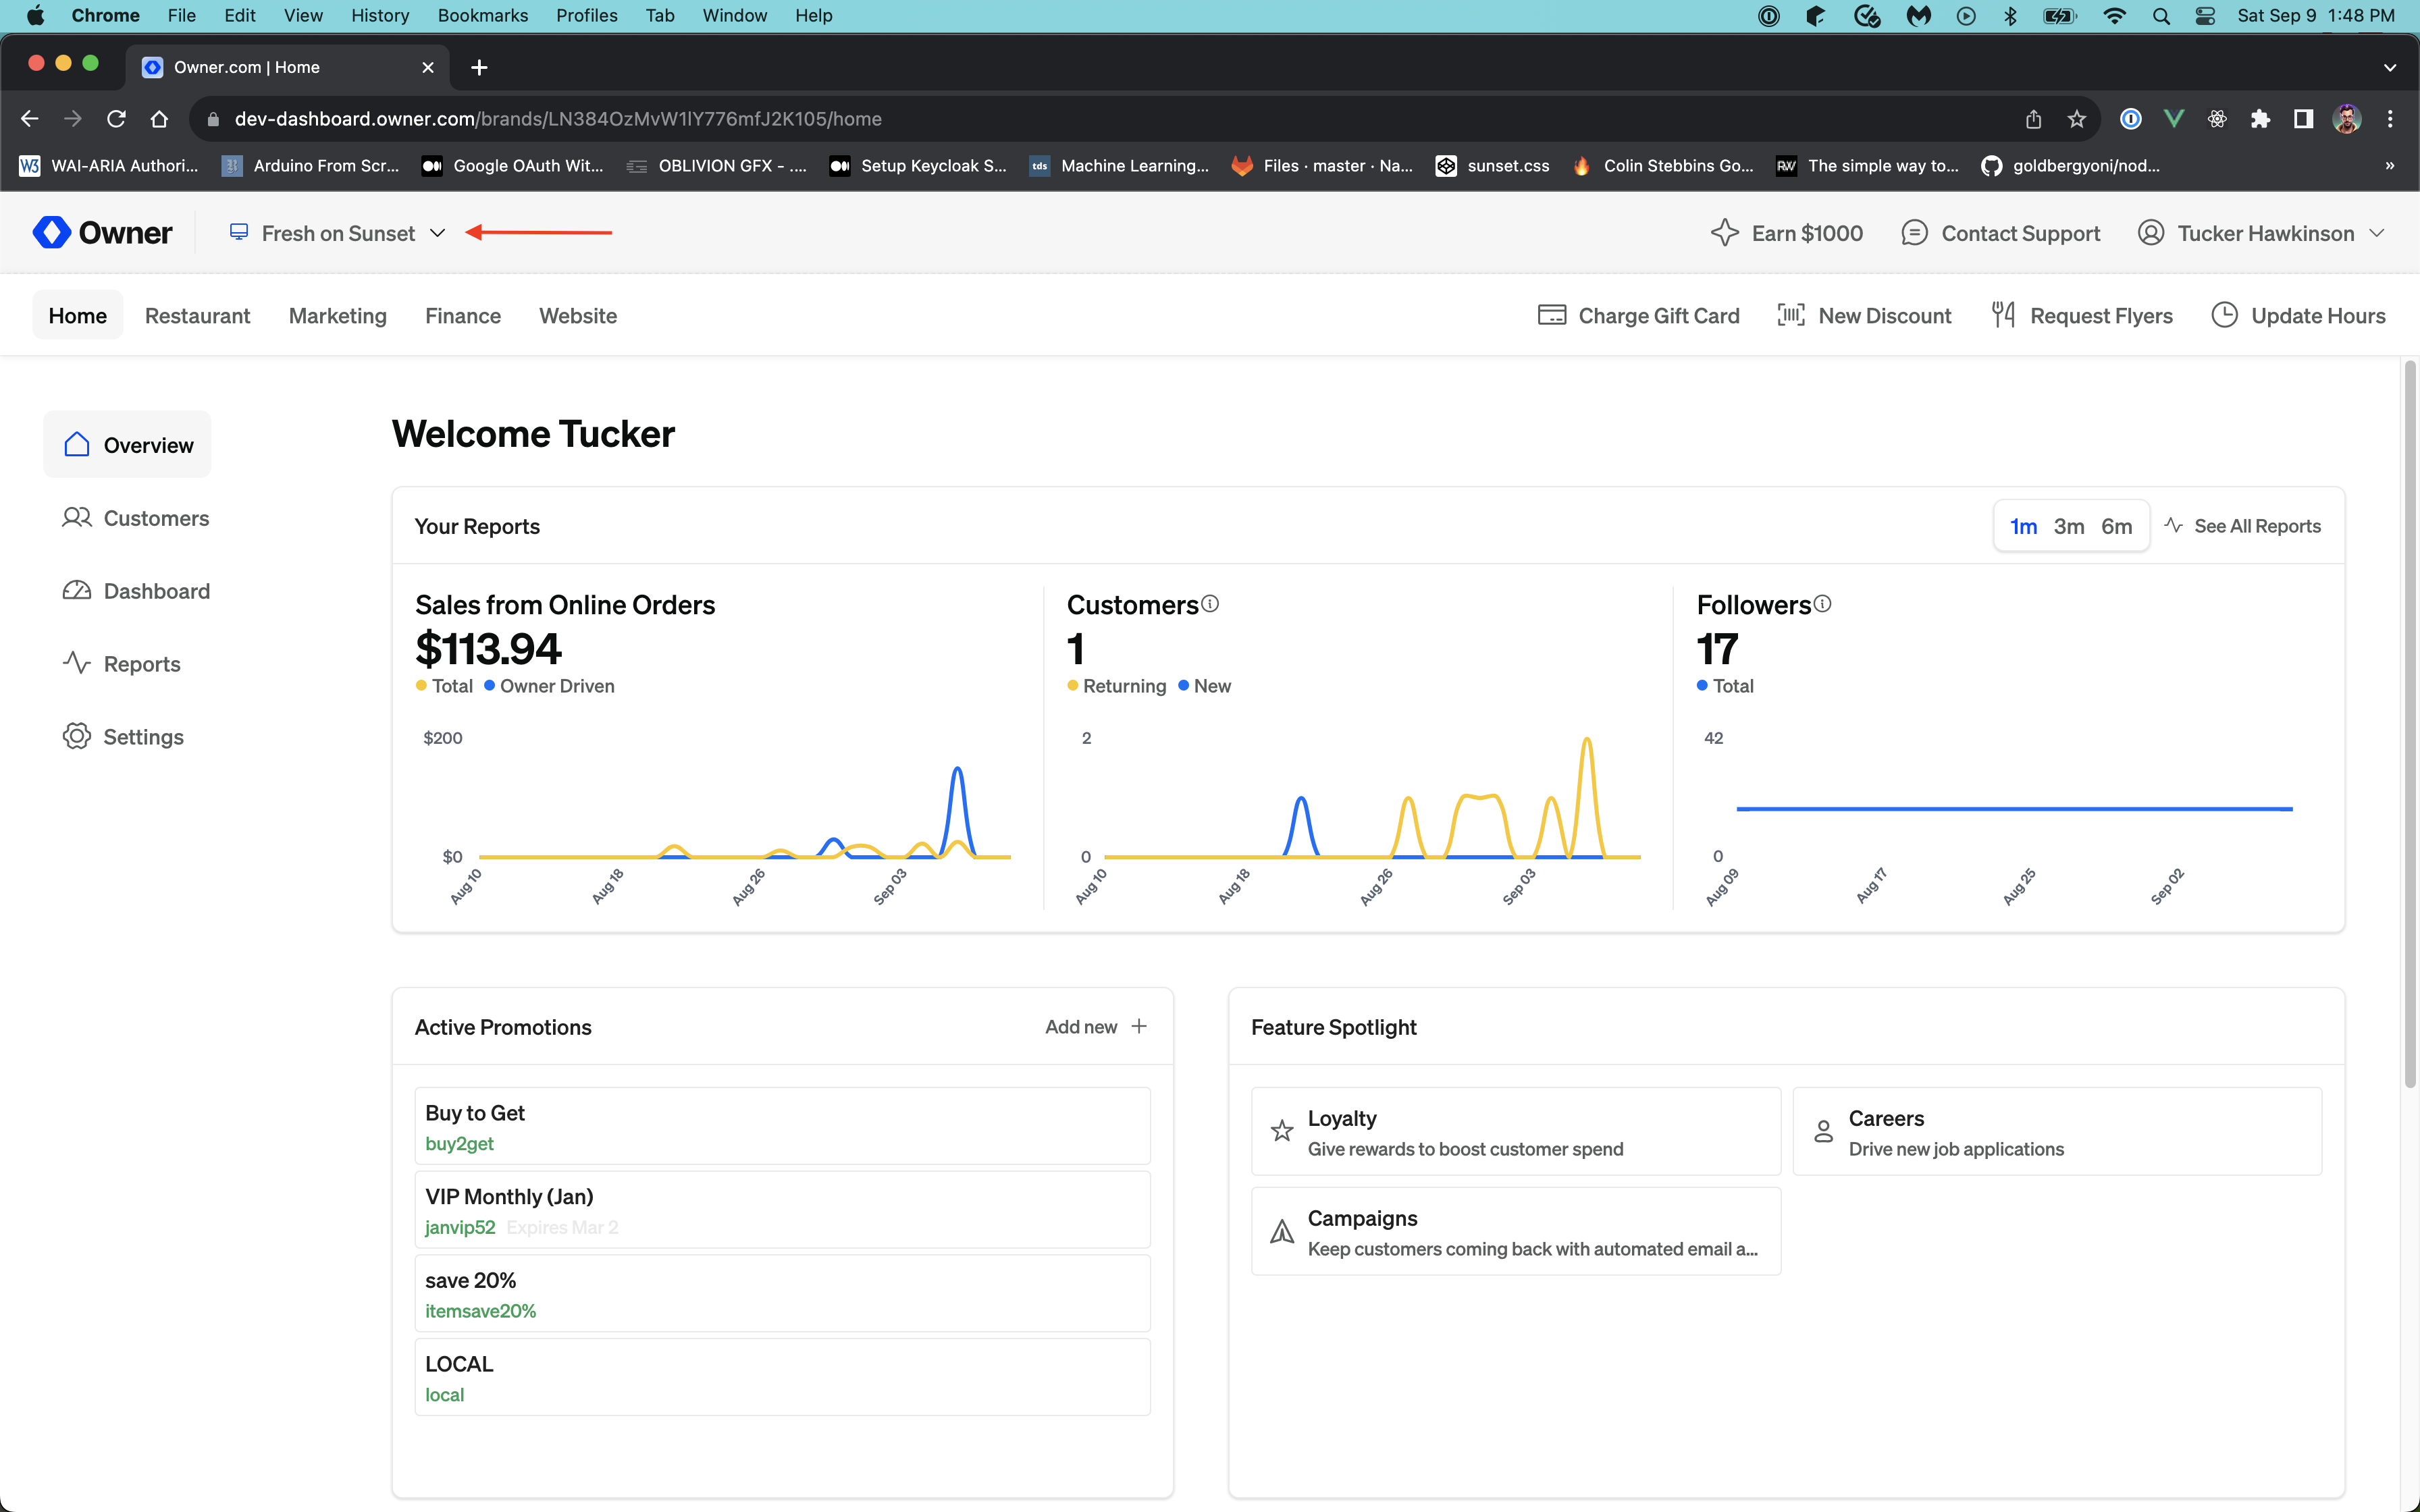 Chrome File Edit View History Bookmarks Profiles Tab Window Help Sat Sep 9 1:48 PM
Owner.com | Home
dev-dashboard.owner.com/brands/LN384OzMvW1lY776mfJ2K105/home
W3 WAI-ARIA Authori... Arduino From Scr... Google OAuth Wit... OBLIVION GFX - .... Setup Keycloak S... tds Machine Learning... Files · master · Na... sunset.css Colin Stebbins Go... RW The simple way to... goldbergyoni/nod... »
Owner Fresh on Sunset Earn $1000 Contact Support Tucker Hawkinson
Home Restaurant Marketing Finance Website Charge Gift Card New Discount Request Flyers Update Hours
Overview
Customers
Dashboard
Reports
Settings
Welcome Tucker
Your Reports 1m 3m 6m See All Reports
Sales from Online Orders
$113.94
Total Owner Driven
$200
$0
Aug 10 Aug 18 Aug 26 Sep 03
Customers
1
Returning New
2
0
Aug 10 Aug 18 Aug 26 Sep 03
Followers
17
Total
42
0
Aug 09 Aug 17 Aug 25 Sep 02
Active Promotions Add new
Buy to Get
buy2get
VIP Monthly (Jan)
janvip52 Expires Mar 2
save 20%
itemsave20%
LOCAL
local
Feature Spotlight
Loyalty
Give rewards to boost customer spend
Careers
Drive new job applications
Campaigns
Keep customers coming back with automated email a...